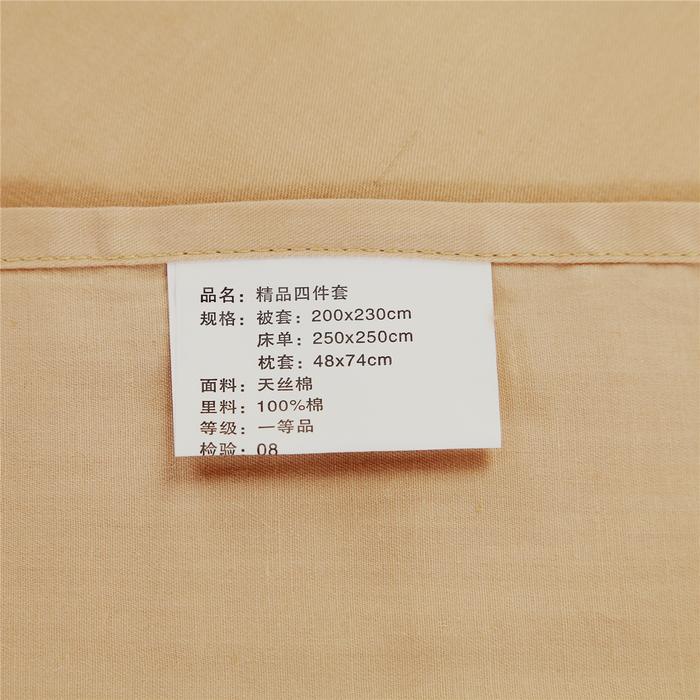 品名：精品四件套
规格：被套：200x230cm
床单：250x250cm
枕套：48x74cm
面料：天丝棉
里料：100%棉
等级：一等品
检验：08